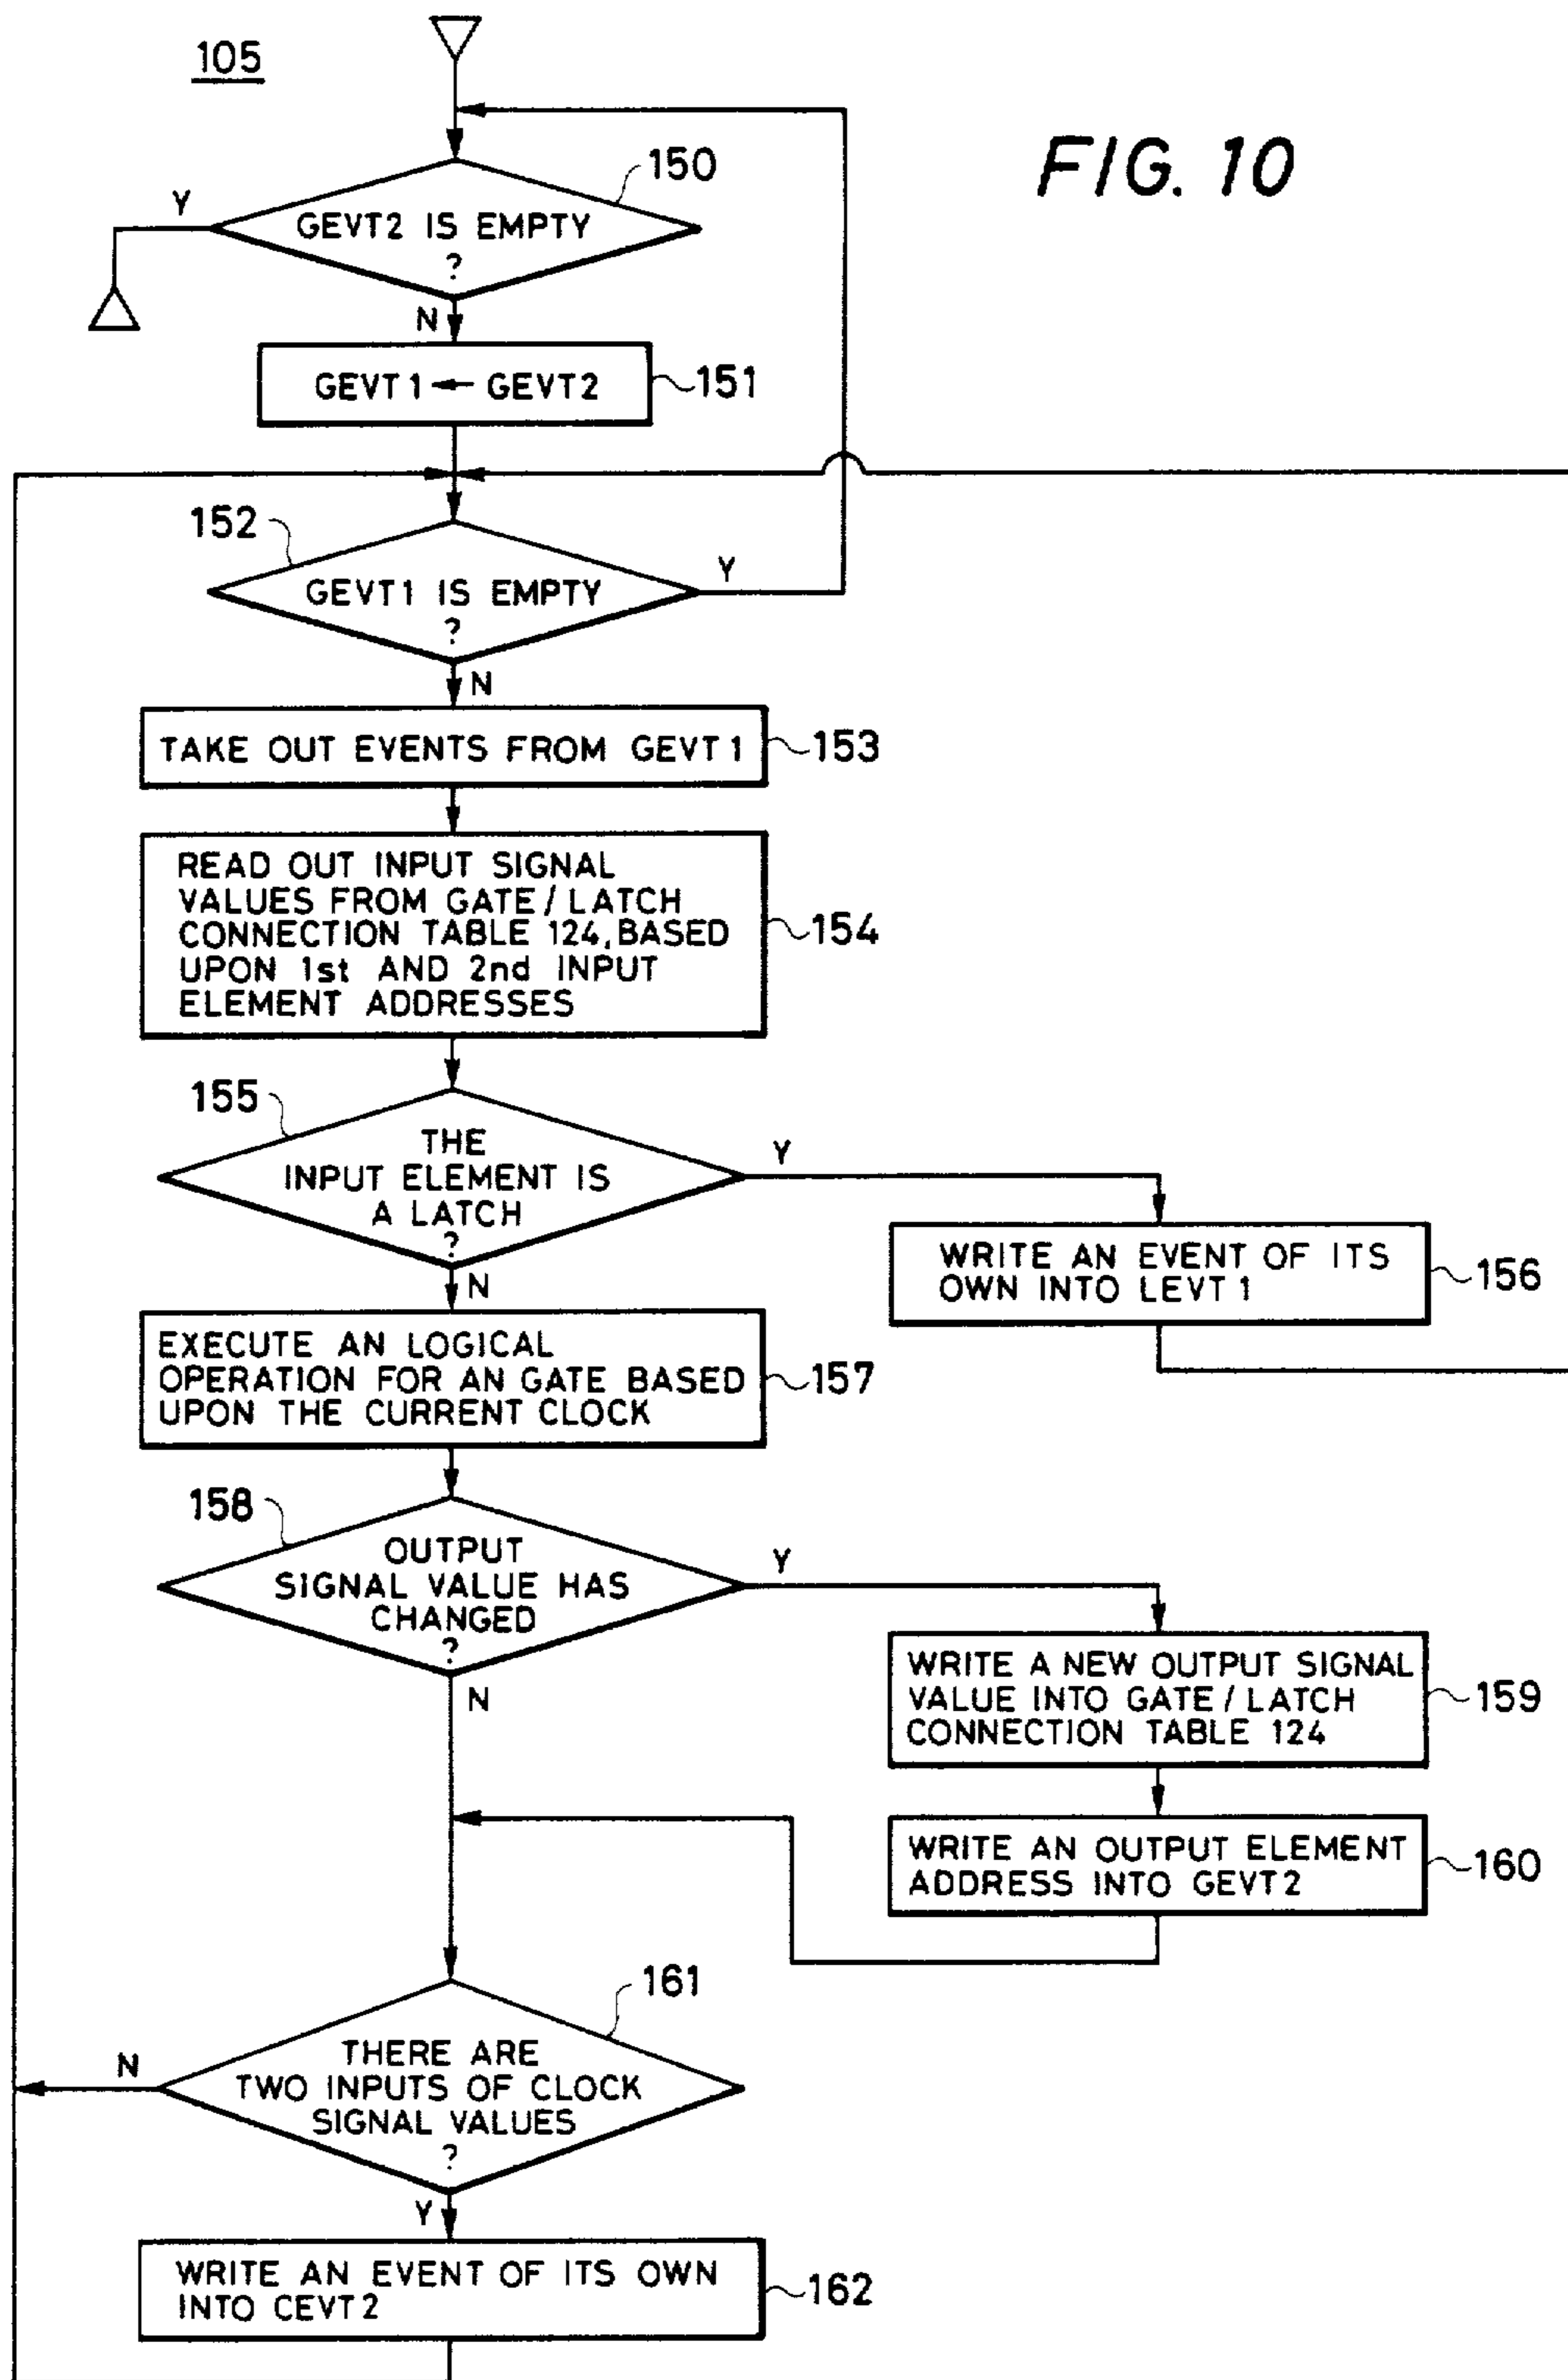 105
FIG. 10
150
Y
GEVT2 IS EMPTY
?
N
GEVT1 ← GEVT2
151
152
GEVT1 IS EMPTY
?
Y
N
TAKE OUT EVENTS FROM GEVT1
153
READ OUT INPUT SIGNAL
VALUES FROM GATE / LATCH
CONNECTION TABLE 124, BASED
UPON 1st AND 2nd INPUT
ELEMENT ADDRESSES
154
155
THE
INPUT ELEMENT IS
A LATCH
?
Y
N
WRITE AN EVENT OF ITS
OWN INTO LEVT1
156
EXECUTE AN LOGICAL
OPERATION FOR AN GATE BASED
UPON THE CURRENT CLOCK
157
158
OUTPUT
SIGNAL VALUE HAS
CHANGED
?
Y
N
WRITE A NEW OUTPUT SIGNAL
VALUE INTO GATE / LATCH
CONNECTION TABLE 124
159
WRITE AN OUTPUT ELEMENT
ADDRESS INTO GEVT2
160
161
THERE ARE
TWO INPUTS OF CLOCK
SIGNAL VALUES
?
N
Y
WRITE AN EVENT OF ITS OWN
INTO CEVT2
162